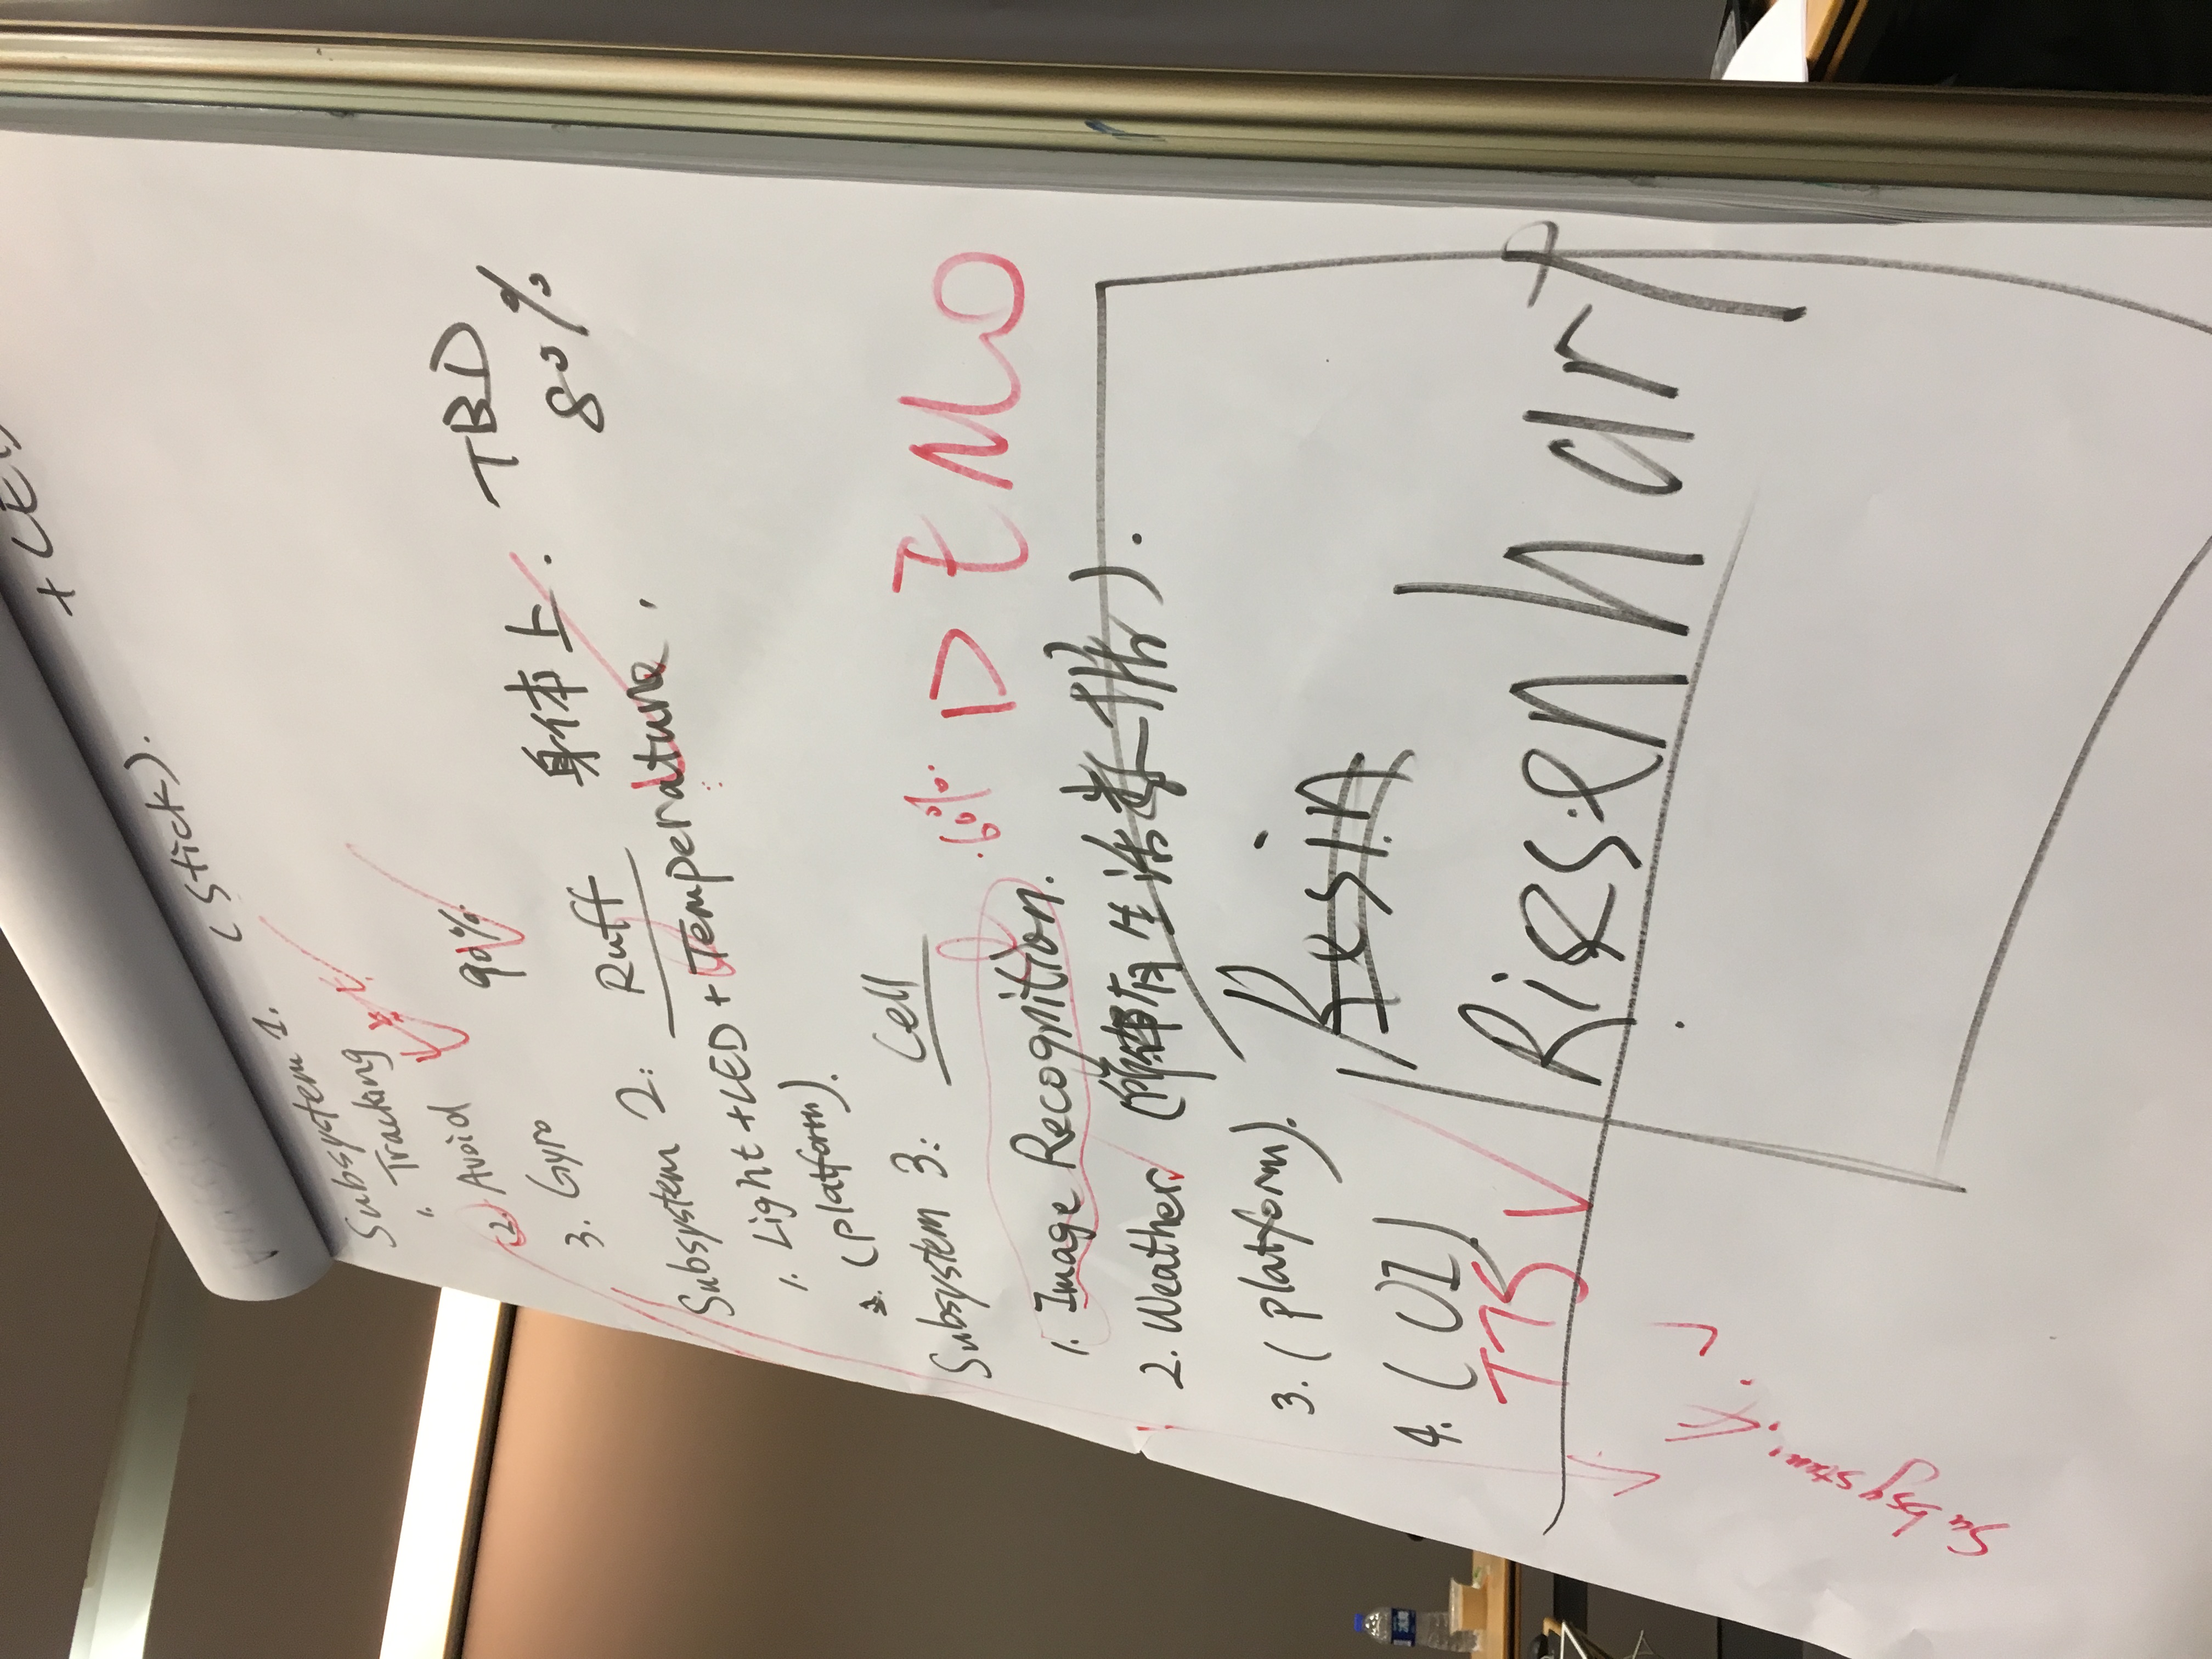 + LED
Subsystem 1. (Stick).
1. Tracking
2. Avoid
3. Gyro 90%
Subsystem 2: Ruff 身体上. TBD
80%
1. Light + LED + Temperature.
2. (platform).
Subsystem 3: Cell
60% DEMO
1. Image Recognition.
2. Weather (所有生活数据).
3. (platform).
4. (UI)
TTS
Resin
Riesenhart
Subsystem 4.